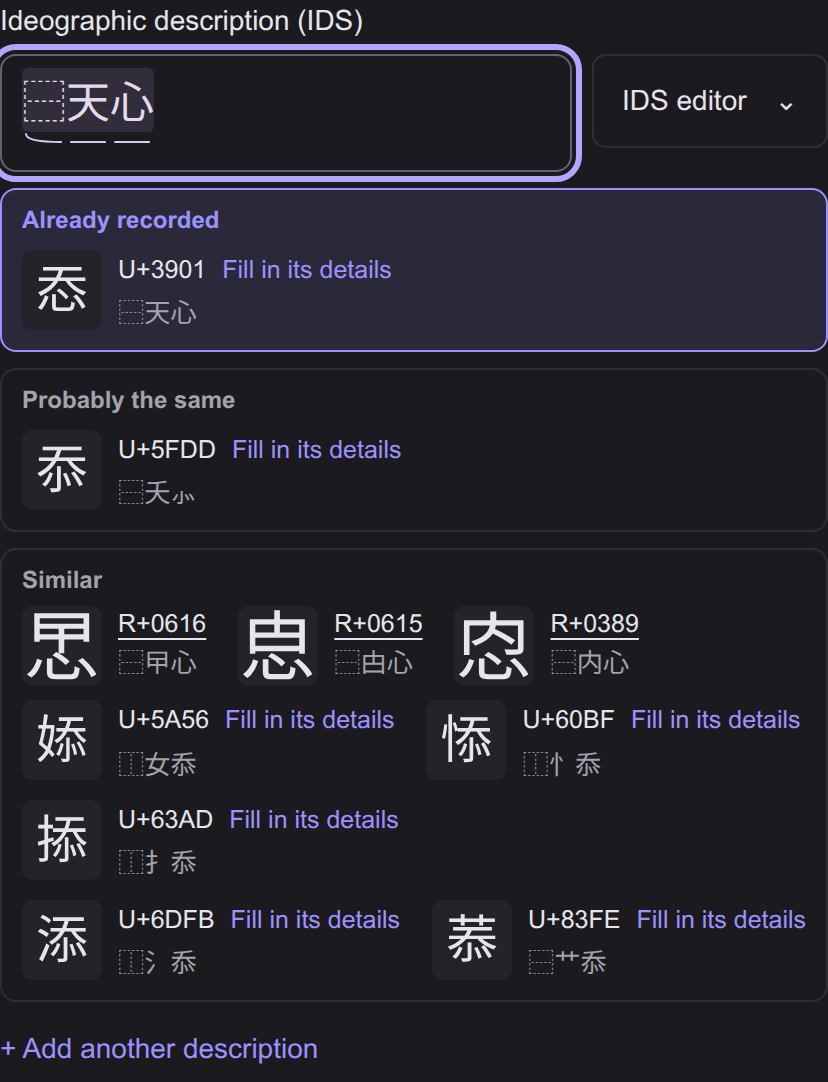 Ideographic description (IDS)
⿱天心
IDS editor
Already recorded
㤁 U+3901 Fill in its details
⿱天心
Probably the same
忝 U+5FDD Fill in its details
⿱天⺗
Similar
R+0616 R+0615 R+0389
⿱曱心 ⿱由心 ⿱内心
婖 U+5A56 Fill in its details 悿 U+60BF Fill in its details
⿰女忝 ⿰忄忝
掭 U+63AD Fill in its details
⿰扌忝
添 U+6DFB Fill in its details 菾 U+83FE Fill in its details
⿰氵忝 ⿱艹忝
+ Add another description